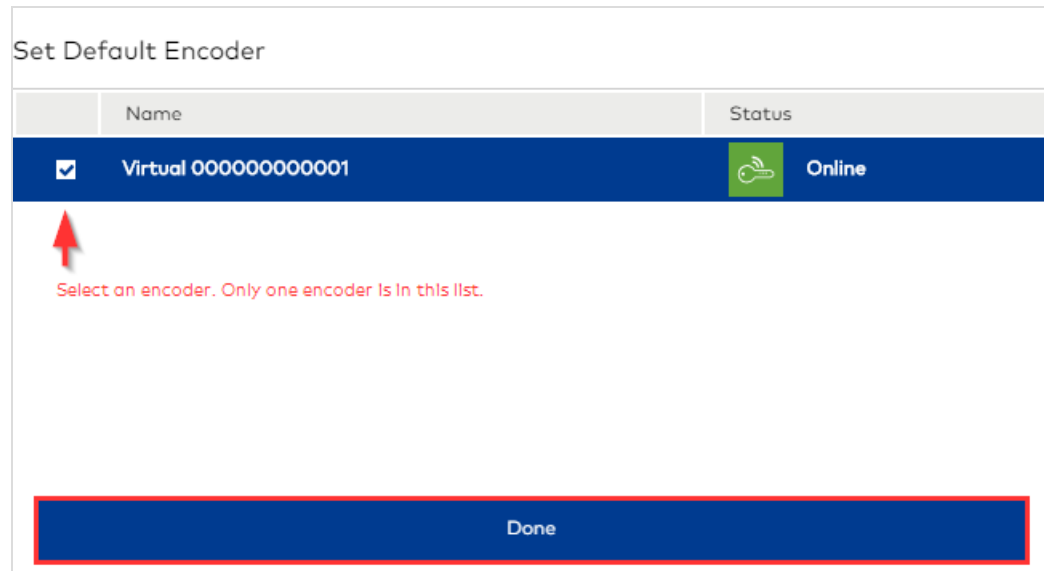 Set Default Encoder
Name Status
Virtual 000000000001 Online
Select an encoder. Only one encoder is in this list.
Done